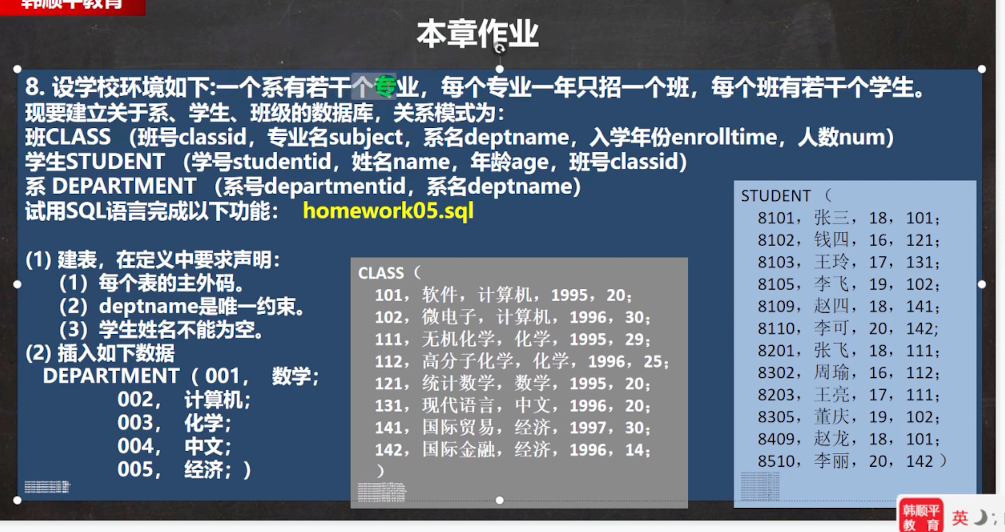 韩顺平教育
本章作业
8. 设学校环境如下:一个系有若干个专业，每个专业一年只招一个班，每个班有若干个学生。
现要建立关于系、学生、班级的数据库，关系模式为：
班CLASS （班号classid，专业名subject，系名deptname，入学年份enrolltime，人数num）
学生STUDENT （学号studentid，姓名name，年龄age，班号classid）
系 DEPARTMENT （系号departmentid，系名deptname）
试用SQL语言完成以下功能： homework05.sql
(1) 建表，在定义中要求声明：
（1）每个表的主外码。
（2）deptname是唯一约束。
（3）学生姓名不能为空。
(2) 插入如下数据
DEPARTMENT（ 001， 数学；
002， 计算机；
003， 化学；
004， 中文；
005， 经济；）
CLASS（
101，软件，计算机，1995，20；
102，微电子，计算机，1996，30；
111，无机化学，化学，1995，29；
112，高分子化学，化学，1996，25；
121，统计数学，数学，1995，20；
131，现代语言，中文，1996，20；
141，国际贸易，经济，1997，30；
142，国际金融，经济，1996，14；
）
STUDENT （
8101，张三，18，101；
8102，钱四，16，121；
8103，王玲，17，131；
8105，李飞，19，102；
8109，赵四，18，141；
8110，李可，20，142;
8201，张飞，18，111；
8302，周瑜，16，112；
8203，王亮，17，111；
8305，董庆，19，102；
8409，赵龙，18，101；
8510，李丽，20，142 ）
韩顺平
教 育
英